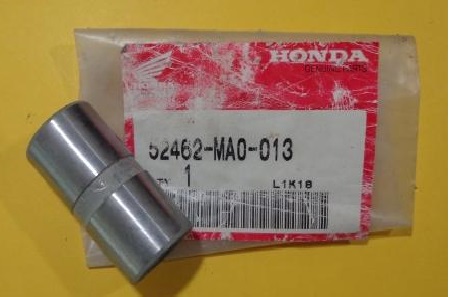 HONDA
GENUINE PARTS
52462-MA0-013
1
L1K18